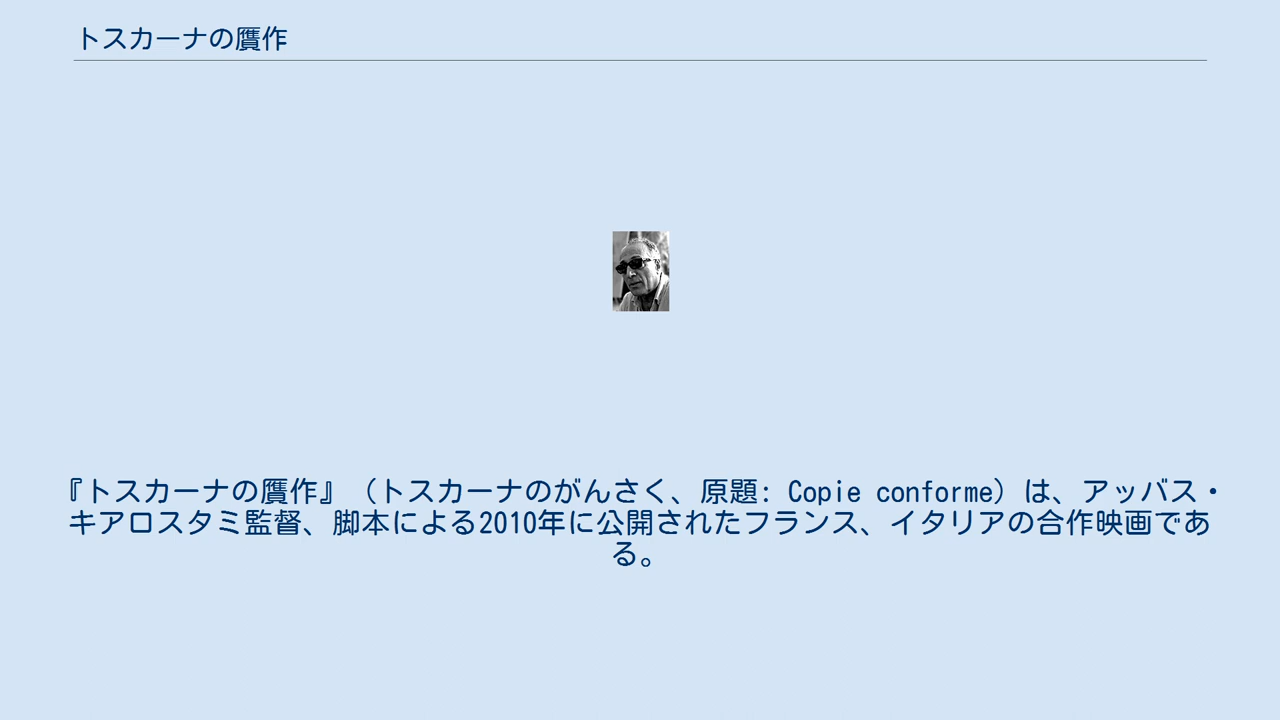 トスカーナの贋作
『トスカーナの贋作』（トスカーナのがんさく、原題: Copie conforme）は、アッバス・
キアロスタミ監督、脚本による2010年に公開されたフランス、イタリアの合作映画であ
る。